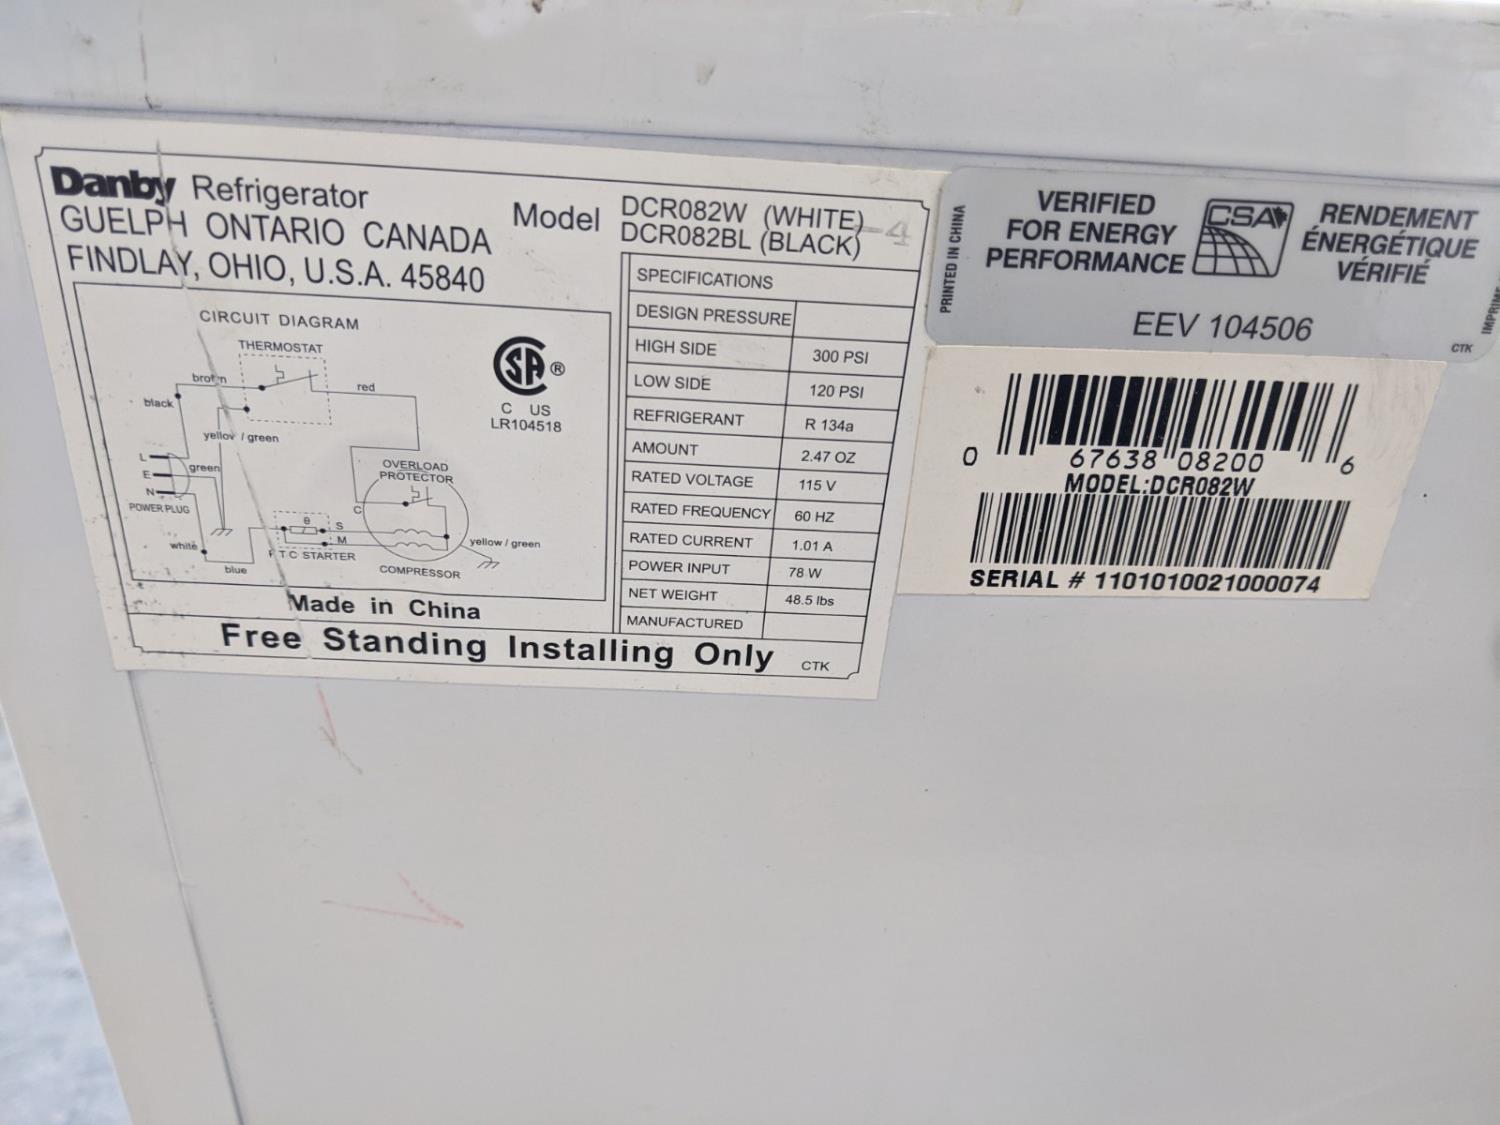 Danby Refrigerator
GUELPH ONTARIO CANADA
FINDLAY, OHIO, U.S.A. 45840
Model DCR082W (WHITE)-4
DCR082BL (BLACK)
CIRCUIT DIAGRAM
THERMOSTAT
brown
red
black
yellow / green
L
green
E
N
POWER PLUG
white
blue
OVERLOAD
PROTECTOR
C
θ
S
M
P.T.C STARTER
COMPRESSOR
yellow / green
SA ®
C US
LR104518
Made in China
SPECIFICATIONS
DESIGN PRESSURE
HIGH SIDE 300 PSI
LOW SIDE 120 PSI
REFRIGERANT R 134a
AMOUNT 2.47 OZ
RATED VOLTAGE 115 V
RATED FREQUENCY 60 HZ
RATED CURRENT 1.01 A
POWER INPUT 78 W
NET WEIGHT 48.5 lbs
MANUFACTURED
Free Standing Installing Only CTK
PRINTED IN CHINA
VERIFIED
FOR ENERGY
PERFORMANCE
CSA
RENDEMENT
ÉNERGÉTIQUE
VÉRIFIÉ
EEV 104506
IMPRIMÉ
CTK
0 67638 08200 6
MODEL:DCR082W
SERIAL # 1101010021000074